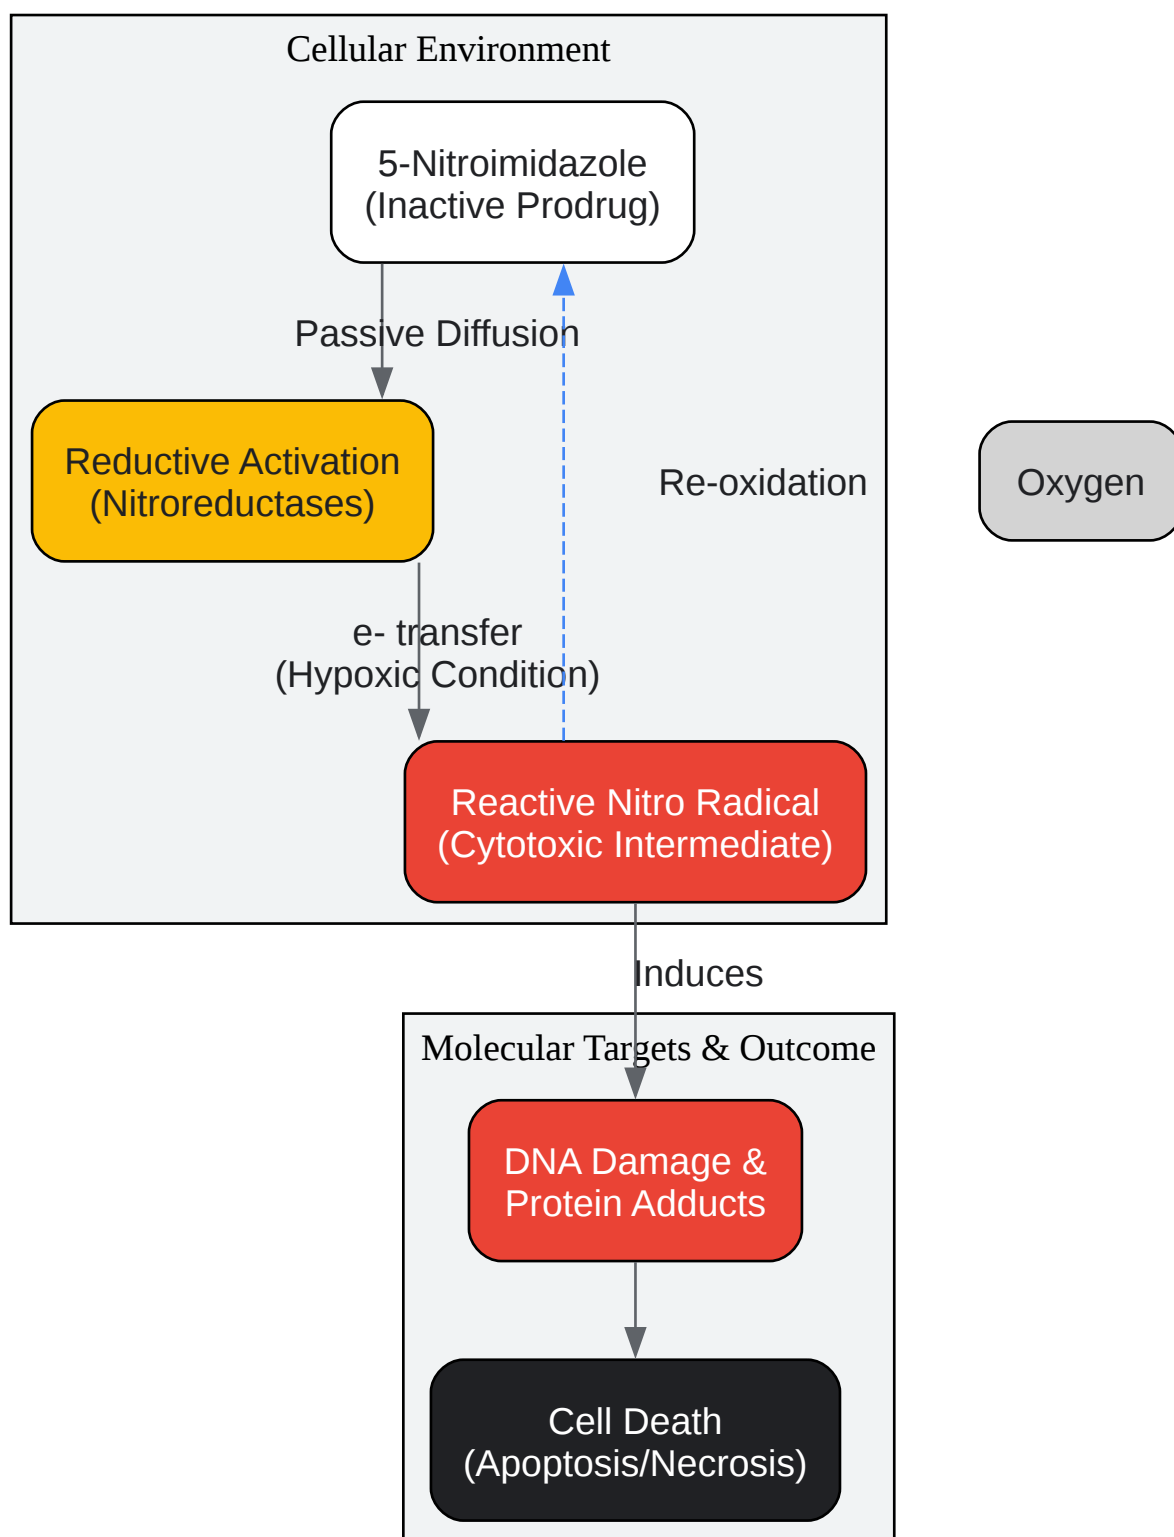 Cellular Environment
5-Nitroimidazole
(Inactive Prodrug)
Passive Diffusion
Reductive Activation
(Nitroreductases)
Re-oxidation
Oxygen
e- transfer
(Hypoxic Condition)
Reactive Nitro Radical
(Cytotoxic Intermediate)
Induces
Molecular Targets & Outcome
DNA Damage &
Protein Adducts
Cell Death
(Apoptosis/Necrosis)